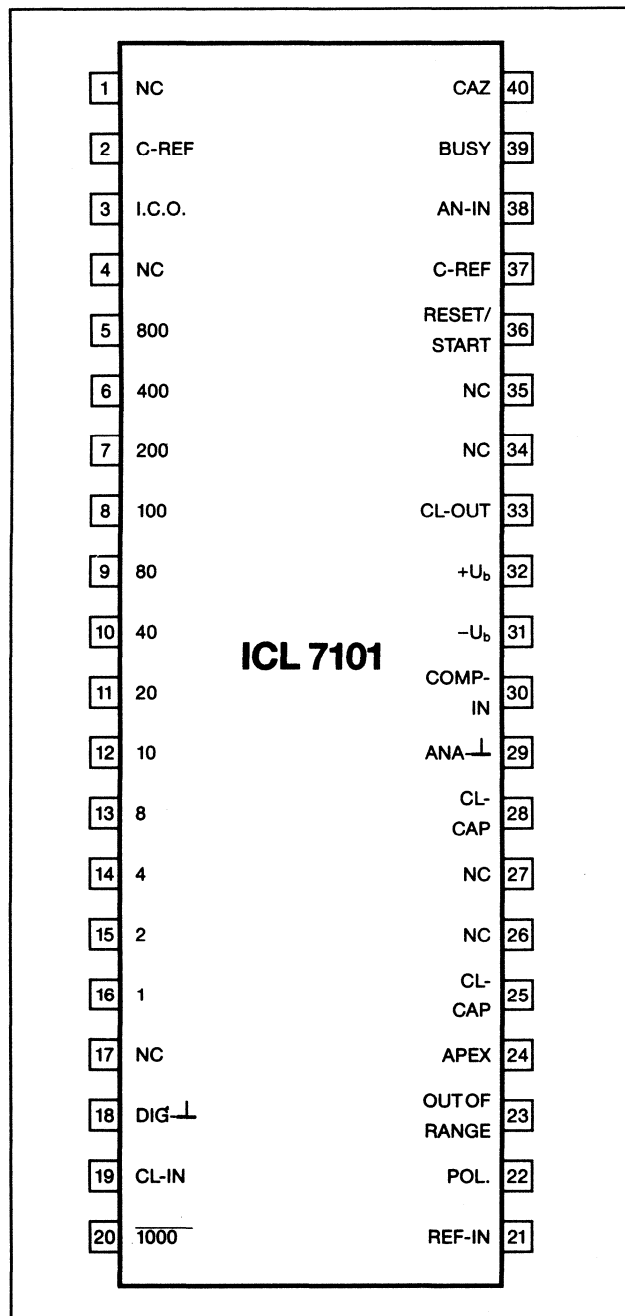 1 NC CAZ 40
2 C-REF BUSY 39
3 I.C.O. AN-IN 38
4 NC C-REF 37
5 800 RESET/
START 36
6 400 NC 35
7 200 NC 34
8 100 CL-OUT 33
9 80 +Ub 32
10 40 −Ub 31
ICL 7101
11 20 COMP-
IN 30
12 10 ANA-⊥ 29
13 8 CL-
CAP 28
14 4 NC 27
15 2 NC 26
16 1 CL-
CAP 25
17 NC APEX 24
18 DIG-⊥ OUT OF
RANGE 23
19 CL-IN POL. 22
20 1̅0̅0̅0̅ REF-IN 21